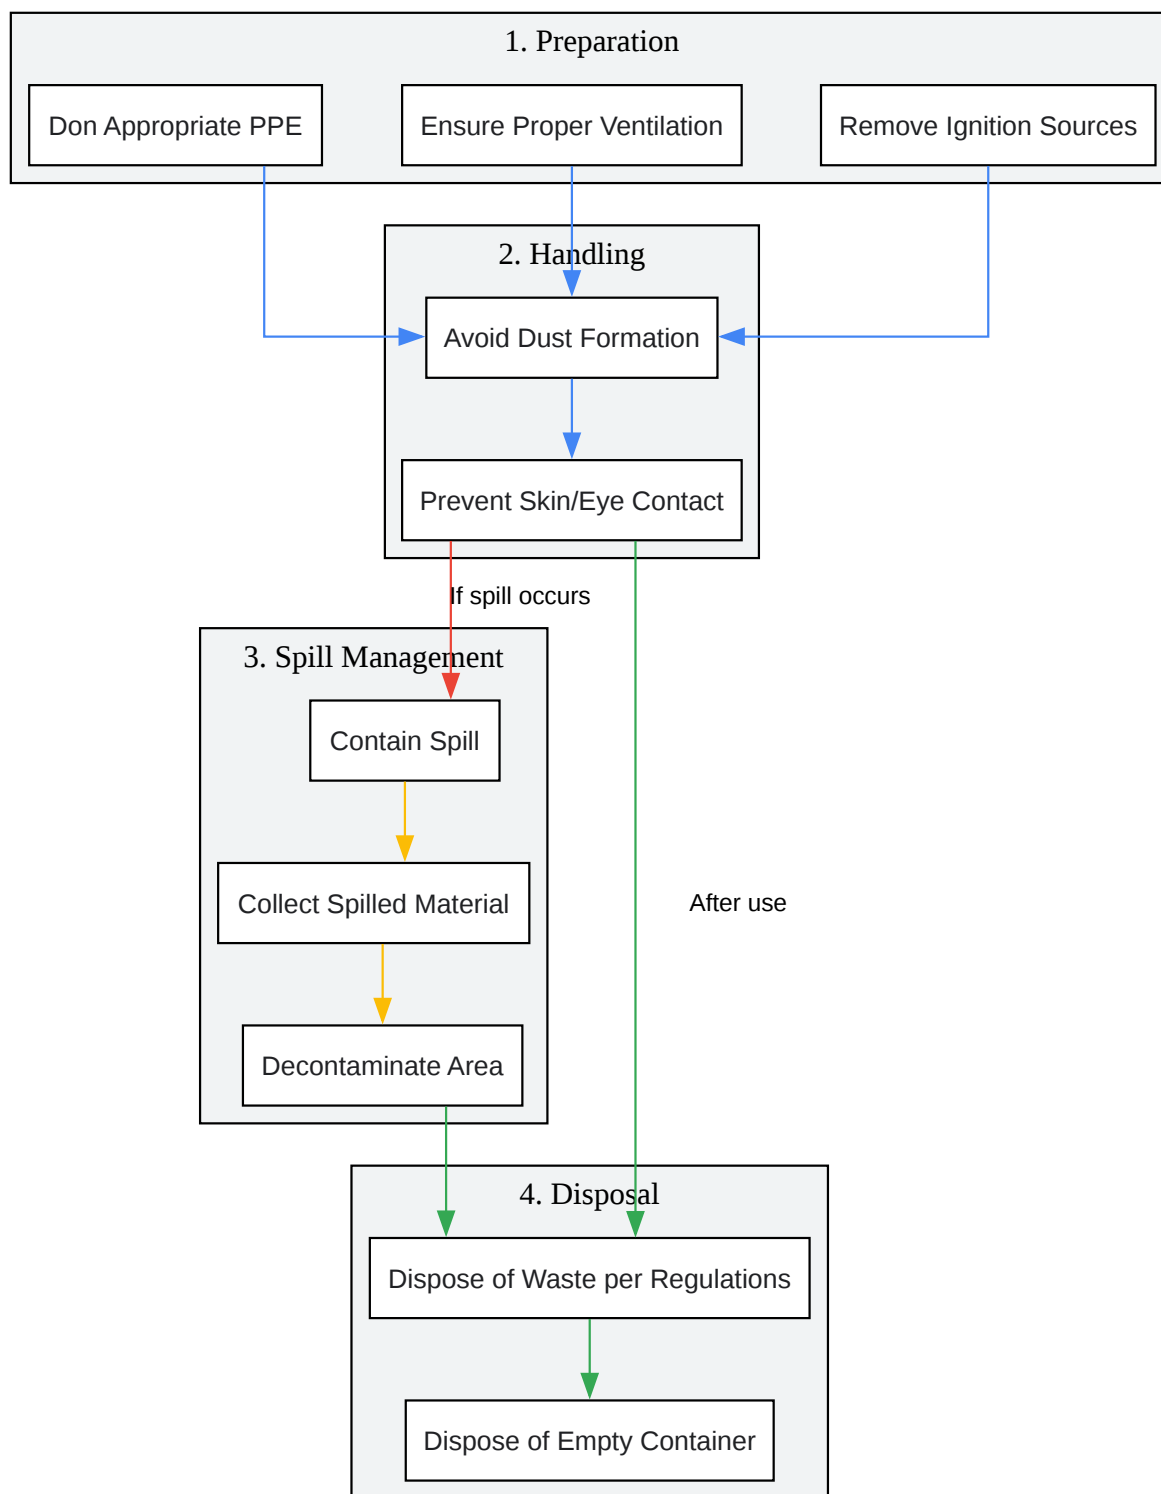 1. Preparation
Don Appropriate PPE
Ensure Proper Ventilation
Remove Ignition Sources
2. Handling
Avoid Dust Formation
Prevent Skin/Eye Contact
If spill occurs
3. Spill Management
Contain Spill
Collect Spilled Material
After use
Decontaminate Area
4. Disposal
Dispose of Waste per Regulations
Dispose of Empty Container